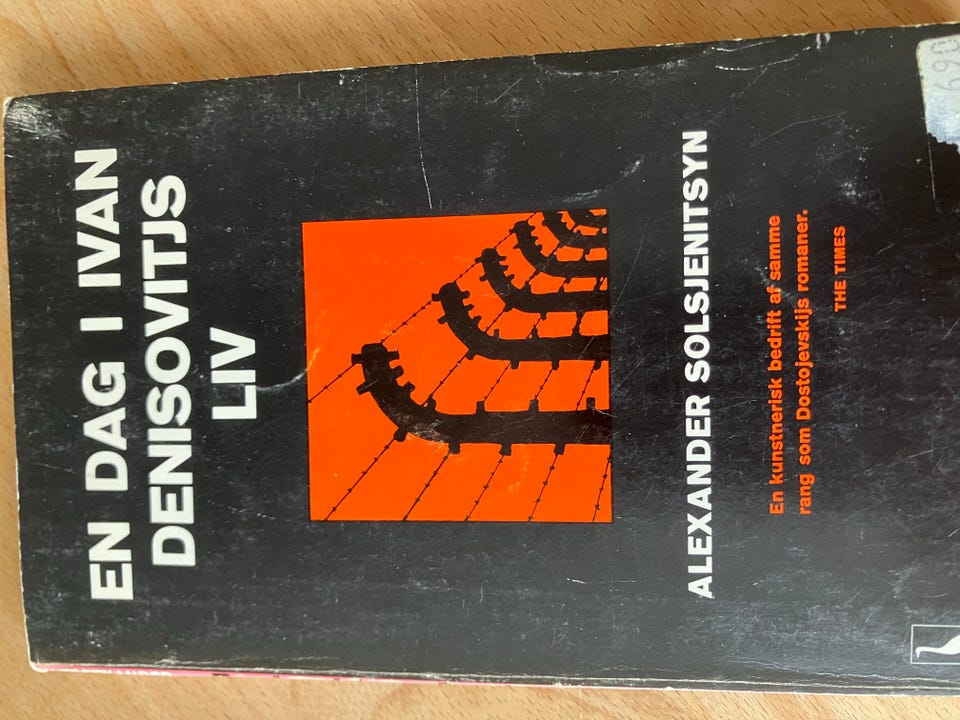 EN DAG I IVAN
DENISOVITJS
LIV
ALEXANDER SOLSJENITSYN
En kunstnerisk bedrift af samme
rang som Dostojevskijs romaner.
THE TIMES